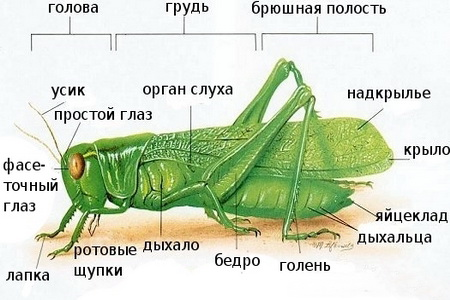 голова
грудь
брюшная полость
усик
орган слуха
надкрылье
простой глаз
крыло
фасе-
точный
глаз
яйцеклад
дыхальца
дыхало
ротовые
щупки
бедро
голень
лапка